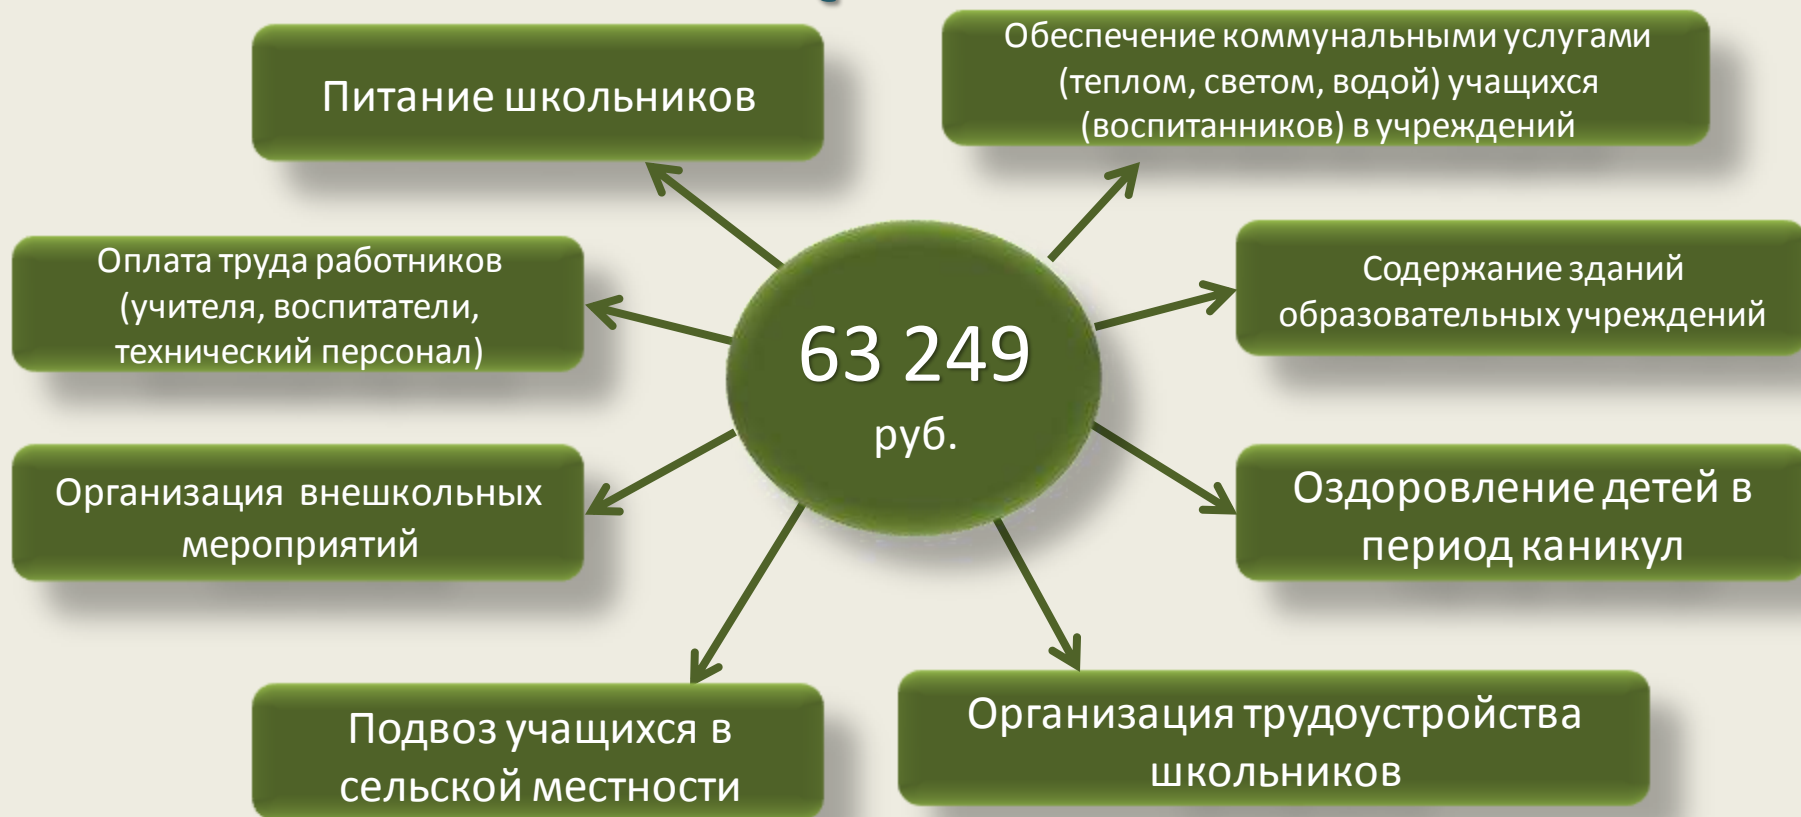 Питание школьников
Обеспечение коммунальными услугами
(теплом, светом, водой) учащихся
(воспитанников) в учреждений
Оплата труда работников
(учителя, воспитатели,
технический персонал)
63 249
руб.
Содержание зданий
образовательных учреждений
Организация внешкольных
мероприятий
Оздоровление детей в
период каникул
Подвоз учащихся в
сельской местности
Организация трудоустройства
школьников